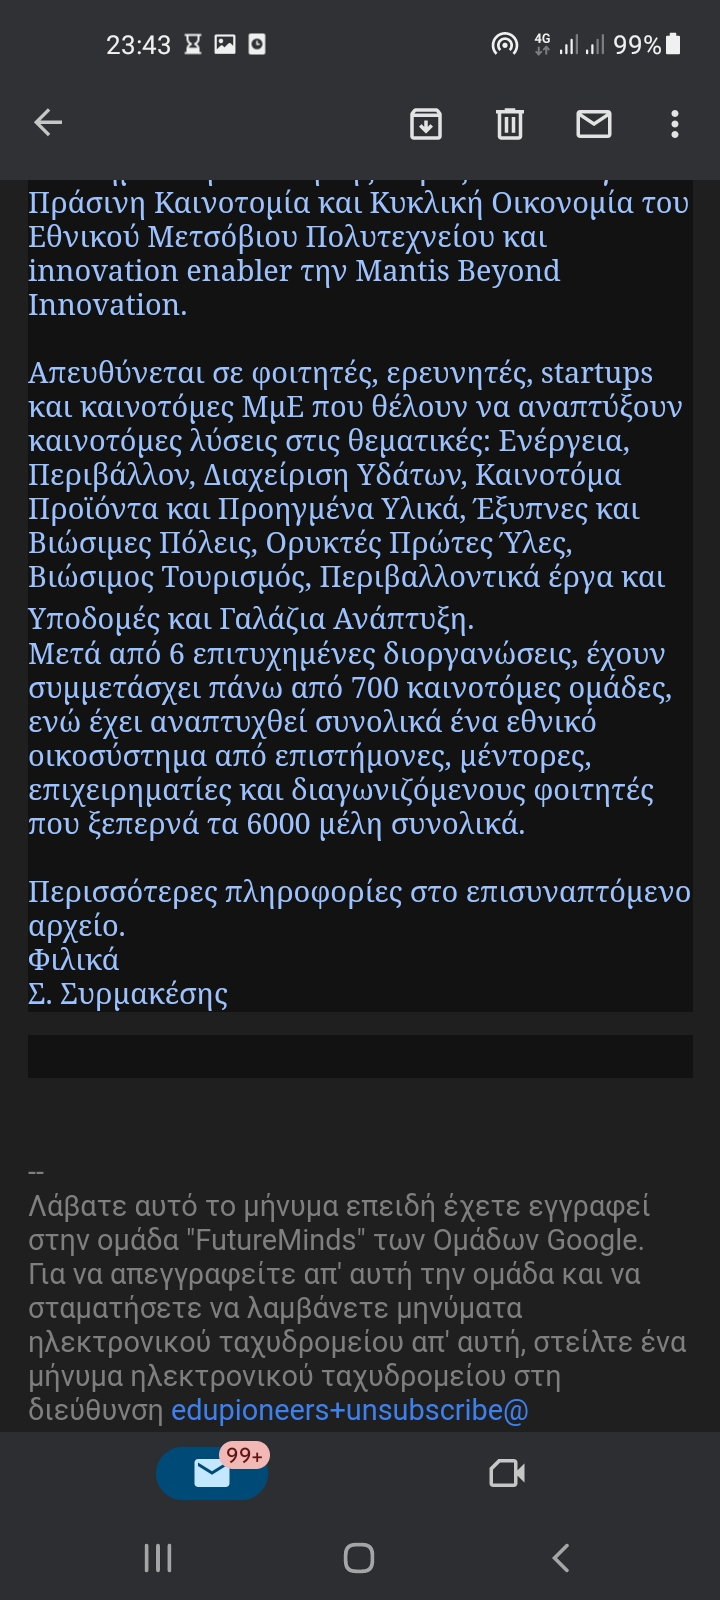 23:43
4G
99%
Πράσινη Καινοτομία και Κυκλική Οικονομία του
Εθνικού Μετσόβιου Πολυτεχνείου και
innovation enabler την Mantis Beyond
Innovation.
Απευθύνεται σε φοιτητές, ερευνητές, startups
και καινοτόμες ΜμΕ που θέλουν να αναπτύξουν
καινοτόμες λύσεις στις θεματικές: Ενέργεια,
Περιβάλλον, Διαχείριση Υδάτων, Καινοτόμα
Προϊόντα και Προηγμένα Υλικά, Έξυπνες και
Βιώσιμες Πόλεις, Ορυκτές Πρώτες Ύλες,
Βιώσιμος Τουρισμός, Περιβαλλοντικά έργα και
Υποδομές και Γαλάζια Ανάπτυξη.
Μετά από 6 επιτυχημένες διοργανώσεις, έχουν
συμμετάσχει πάνω από 700 καινοτόμες ομάδες,
ενώ έχει αναπτυχθεί συνολικά ένα εθνικό
οικοσύστημα από επιστήμονες, μέντορες,
επιχειρηματίες και διαγωνιζόμενους φοιτητές
που ξεπερνά τα 6000 μέλη συνολικά.
Περισσότερες πληροφορίες στο επισυναπτόμενο
αρχείο.
Φιλικά
Σ. Συρμακέσης
--
Λάβατε αυτό το μήνυμα επειδή έχετε εγγραφεί
στην ομάδα "FutureMinds" των Ομάδων Google.
Για να απεγγραφείτε απ' αυτή την ομάδα και να
σταματήσετε να λαμβάνετε μηνύματα
ηλεκτρονικού ταχυδρομείου απ' αυτή, στείλτε ένα
μήνυμα ηλεκτρονικού ταχυδρομείου στη
διεύθυνση edupioneers+unsubscribe@
99+